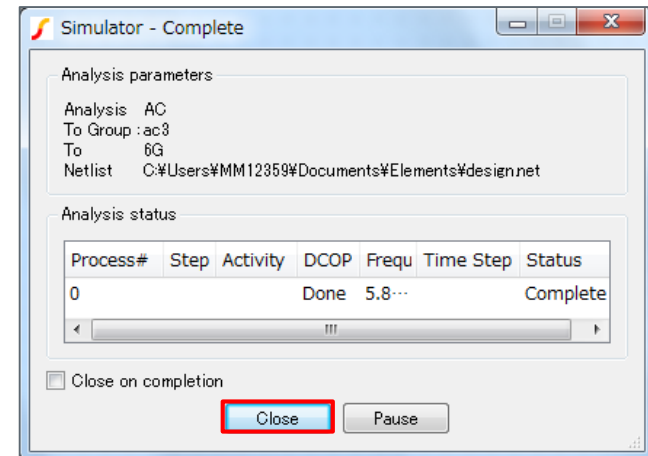 Simulator - Complete
Analysis parameters
Analysis AC
To Group : ac3
To 6G
Netlist C:¥Users¥MM12359¥Documents¥Elements¥design.net
Analysis status
Process# Step Activity DCOP Frequ Time Step Status
0 Done 5.8… Complete
Close on completion
Close Pause